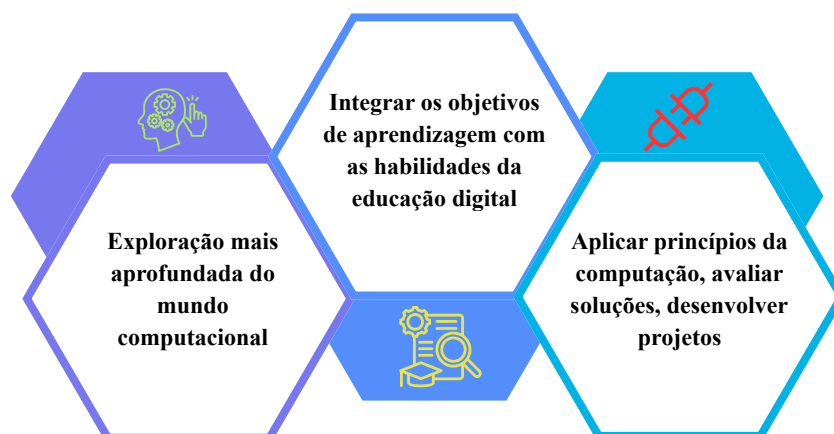 Exploração mais
aprofundada do
mundo
computacional
Integrar os objetivos
de aprendizagem com
as habilidades da
educação digital
Aplicar princípios da
computação, avaliar
soluções, desenvolver
projetos